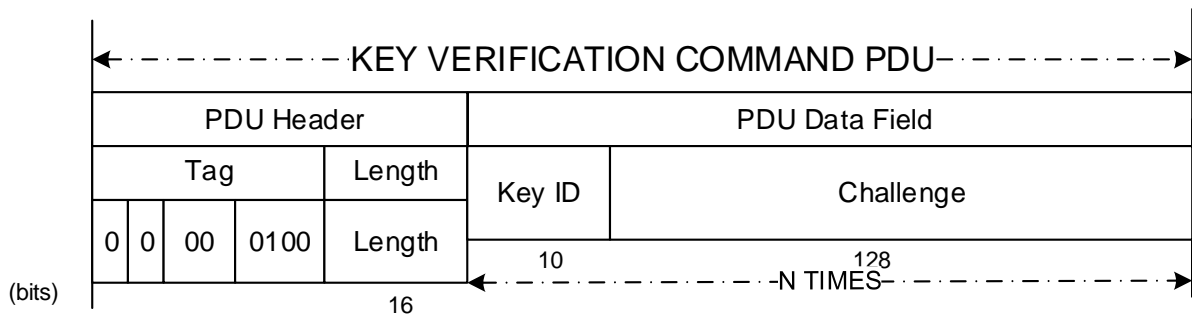 KEY VERIFICATION COMMAND PDU
PDU Header PDU Data Field
Tag Length Key ID Challenge
0 0 00 0100 Length
10 128
N TIMES
(bits) 16